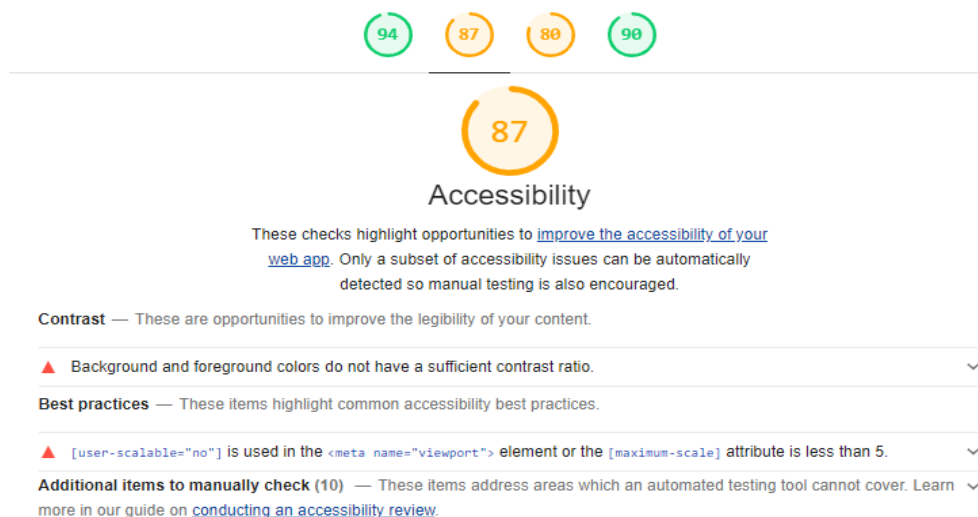 94 87 80 90
87
Accessibility
These checks highlight opportunities to improve the accessibility of your
web app. Only a subset of accessibility issues can be automatically
detected so manual testing is also encouraged.
Contrast — These are opportunities to improve the legibility of your content.
Background and foreground colors do not have a sufficient contrast ratio.
Best practices — These items highlight common accessibility best practices.
[user-scalable="no"] is used in the <meta name="viewport"> element or the [maximum-scale] attribute is less than 5.
Additional items to manually check (10) — These items address areas which an automated testing tool cannot cover. Learn
more in our guide on conducting an accessibility review.